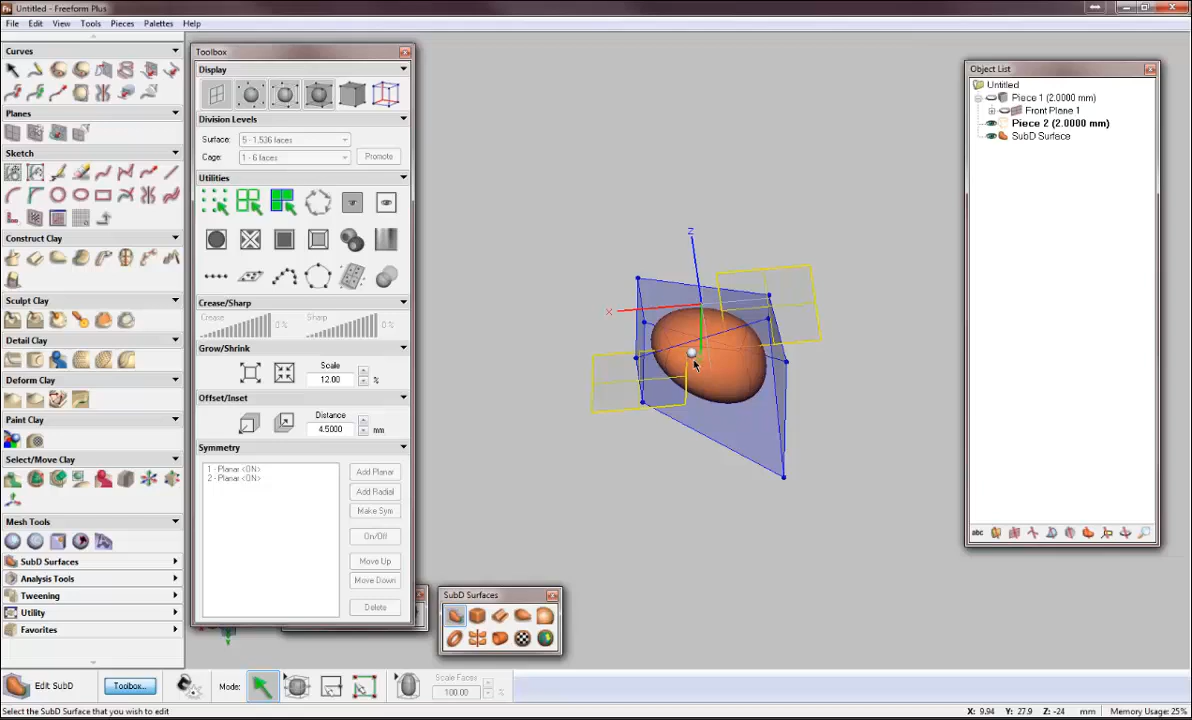 Untitled - Freeform Plus
File Edit View Tools Pieces Palettes Help
Curves
Planes
Sketch
Construct Clay
Sculpt Clay
Detail Clay
Deform Clay
Paint Clay
Select/Move Clay
Mesh Tools
SubD Surfaces
Analysis Tools
Tweening
Utility
Favorites
Toolbox
Display
Division Levels
Surface: 5 - 1,536 faces
Cage: 1 - 6 faces Promote
Utilities
Crease/Sharp
Crease 0 % Sharp 0 %
Grow/Shrink
Scale
12.00 %
Offset/Inset
Distance
4.5000 mm
Symmetry
1 - Planar <ON>
2 - Planar <ON>
Add Planar
Add Radial
Make Sym
On/Off
Move Up
Move Down
Delete
SubD Surfaces
z
x
Object List
Untitled
Piece 1 (2.0000 mm)
Front Plane 1
Piece 2 (2.0000 mm)
SubD Surface
abc
Edit SubD Toolbox... Mode: Scale Faces
100.00 %
Select the SubD Surface that you wish to edit
X: 9.94 Y: 27.9 Z: -24 mm Memory Usage: 25%